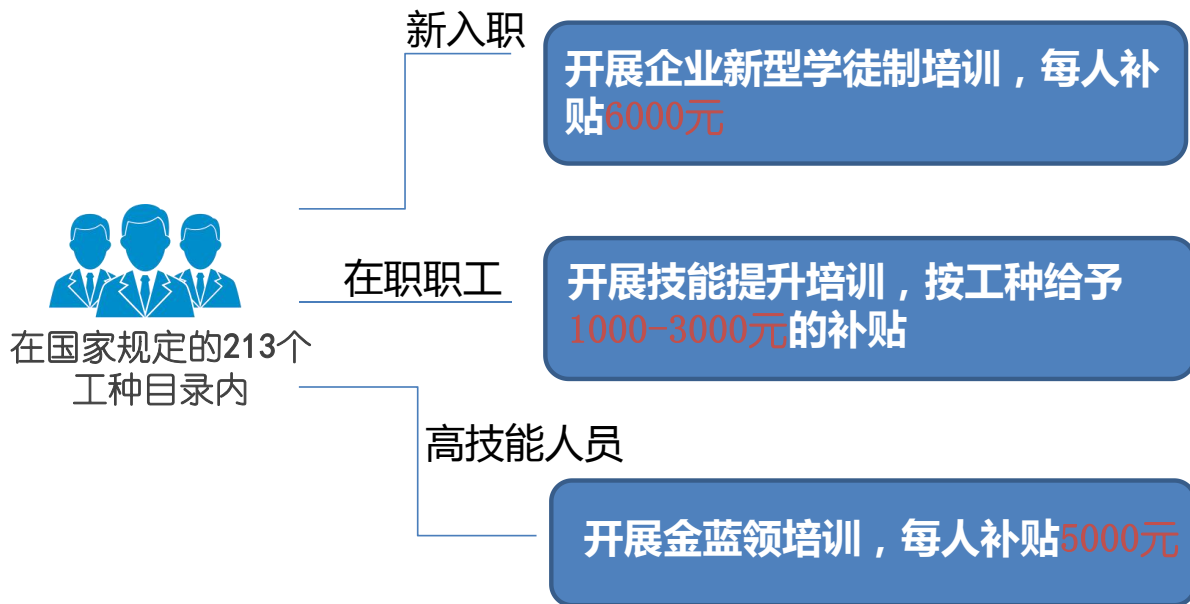 新入职
开展企业新型学徒制培训，每人补
贴6000元
在职职工
开展技能提升培训，按工种给予
1000-3000元的补贴
在国家规定的213个
工种目录内
高技能人员
开展金蓝领培训，每人补贴5000元